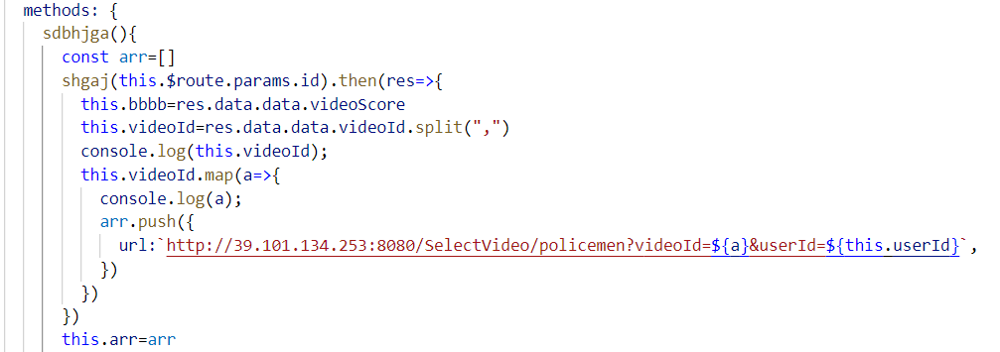 methods: {
sdbhjga(){
const arr=[]
shgaj(this.$route.params.id).then(res=>{
this.bbbb=res.data.data.videoScore
this.videoId=res.data.data.videoId.split(",")
console.log(this.videoId);
this.videoId.map(a=>{
console.log(a);
arr.push({
url:`http://39.101.134.253:8080/SelectVideo/policemen?videoId=${a}&userId=${this.userId}`,
})
})
})
this.arr=arr